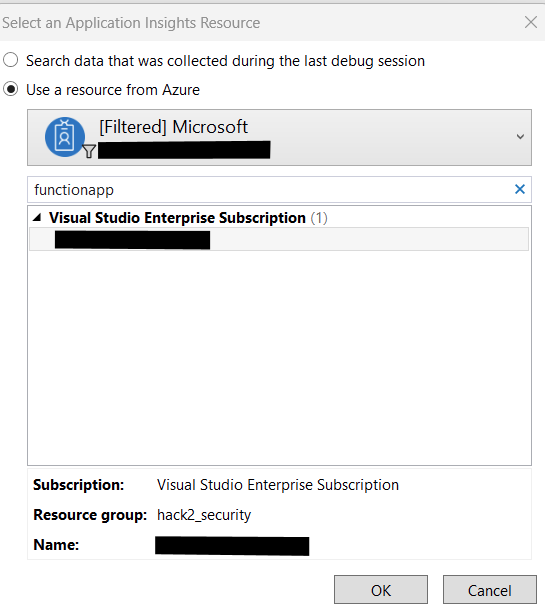 Select an Application Insights Resource
Search data that was collected during the last debug session
Use a resource from Azure
[Filtered] Microsoft
functionapp
Visual Studio Enterprise Subscription (1)
Subscription: Visual Studio Enterprise Subscription
Resource group: hack2_security
Name:
OK Cancel